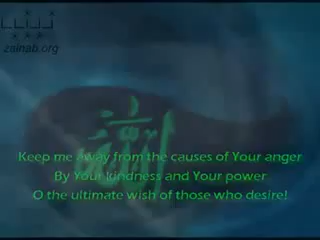 zainab.org
الله
Keep me away from the causes of Your anger
By Your kindness and Your power
O the ultimate wish of those who desire!